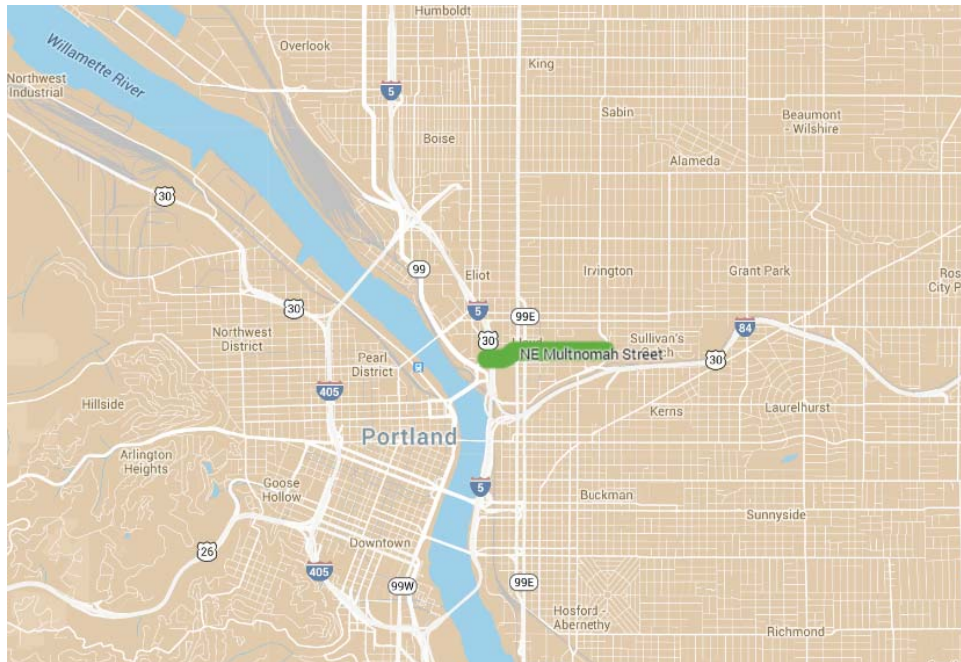 Humboldt
Overlook
Willamette River
King
Northwest
Industrial
5
Sabin
Beaumont
- Wilshire
Boise
Alameda
30
99
Eliot
Irvington
Grant Park
30
5
99E
84
Northwest
District
30
Sullivan's
NE Multnomah Street
30
Pearl
District
405
Hillside
Kerns
Laurelhurst
Portland
Arlington
Heights
Goose
Hollow
5
Buckman
Sunnyside
26
Downtown
405
99W
99E
Hosford -
Abernethy
Richmond